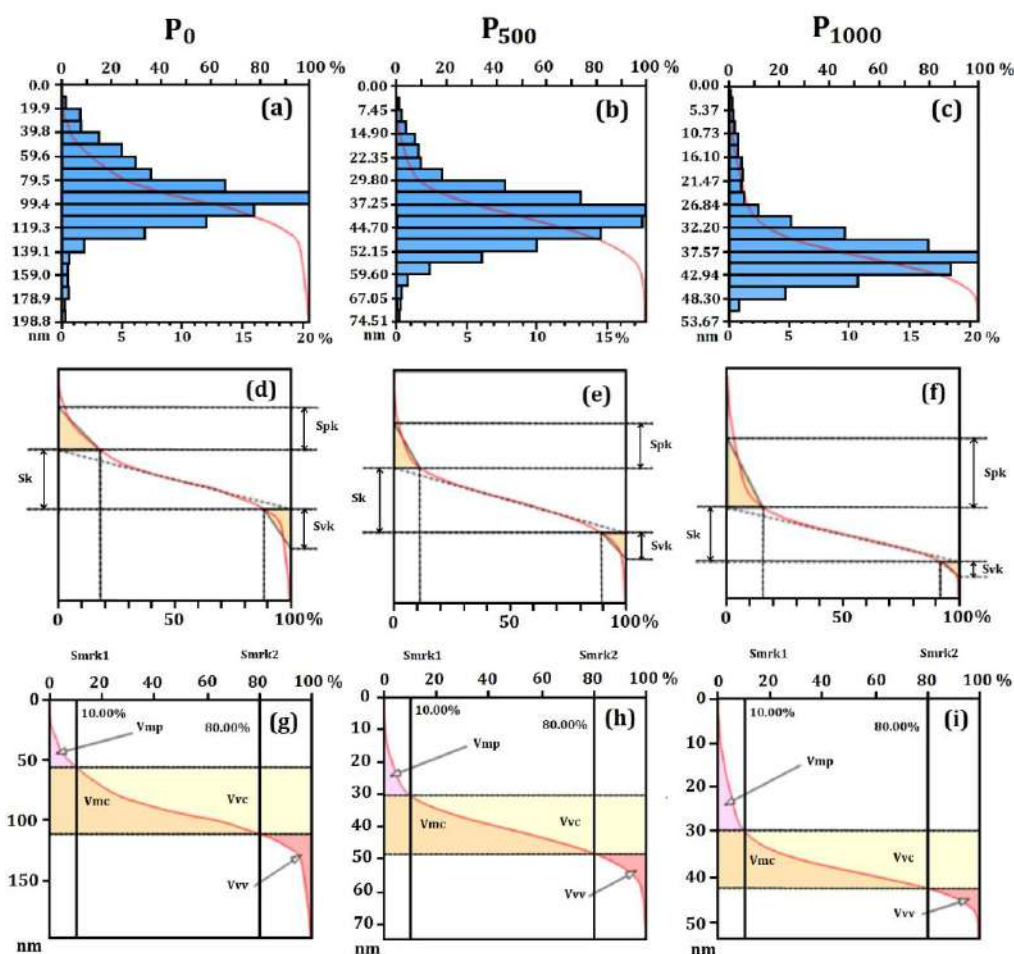 P0 P500 P1000
0 20 40 60 80 100 %
0 20 40 60 80 100 %
0 20 40 60 80 100 %
(a)
0.0
19.9
39.8
59.6
79.5
99.4
119.3
139.1
159.0
178.9
198.8
nm
0 5 10 15 20 %
(b)
0.00
7.45
14.90
22.35
29.80
37.25
44.70
52.15
59.60
67.05
74.51
nm
0 5 10 15 %
(c)
0.00
5.37
10.73
16.10
21.47
26.84
32.20
37.57
42.94
48.30
53.67
nm
0 5 10 15 20 %
(d)
Spk
Sk
Svk
0 50 100%
(e)
Spk
Sk
Svk
0 50 100%
(f)
Spk
Sk
Svk
0 50 100%
Smrk1 Smrk2
0 20 40 60 80 100 %
10.00%
80.00%
(g)
Vmp
Vmc
Vvc
Vvv
0
50
100
150
nm
Smrk1 Smrk2
0 20 40 60 80 100 %
10.00%
80.00%
(h)
Vmp
Vmc
Vvc
Vvv
0
10
20
30
40
50
60
70
nm
Smrk1 Smrk2
0 20 40 60 80 100 %
10.00%
80.00%
(i)
Vmp
Vmc
Vvc
Vvv
0
10
20
30
40
50
nm